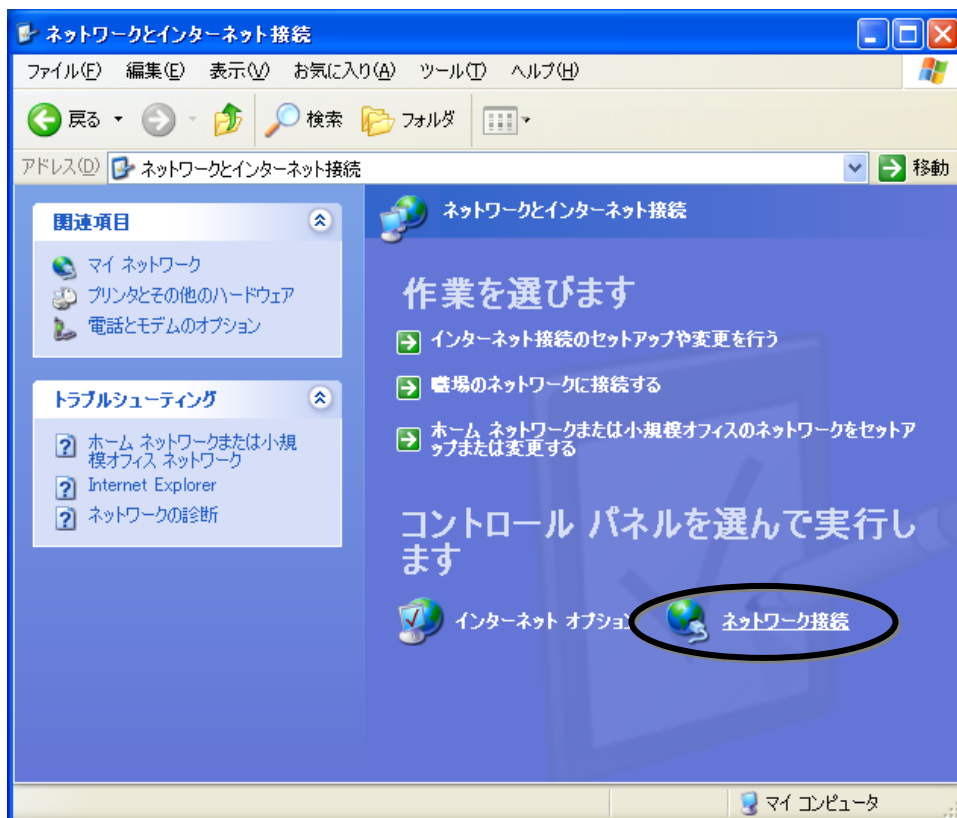 ネットワークとインターネット接続
ファイル(F) 編集(E) 表示(V) お気に入り(A) ツール(T) ヘルプ(H)
戻る 検索 フォルダ
アドレス(D) ネットワークとインターネット接続 移動
関連項目
マイ ネットワーク
プリンタとその他のハードウェア
電話とモデムのオプション
トラブルシューティング
ホーム ネットワークまたは小規
模オフィス ネットワーク
Internet Explorer
ネットワークの診断
ネットワークとインターネット接続
作業を選びます
インターネット接続のセットアップや変更を行う
職場のネットワークに接続する
ホーム ネットワークまたは小規模オフィスのネットワークをセットア
ップまたは変更する
コントロール パネルを選んで実行し
ます
インターネット オプション ネットワーク接続
マイ コンピュータ